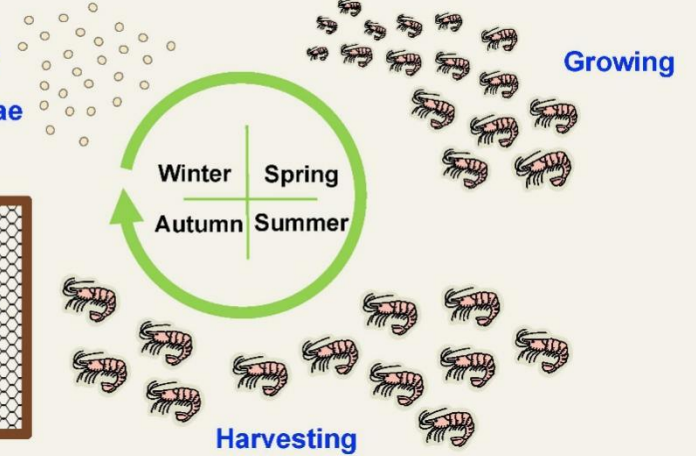 Growing
ae
Winter
Spring
Autumn
Summer
Harvesting